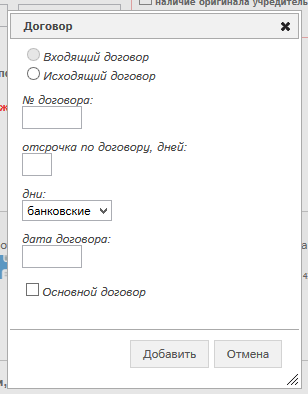 наличие оригинала учредитель
Договор
Входящий договор
Исходящий договор
№ договора:
отсрочка по договору, дней:
дни:
банковские
дата договора:
Основной договор
Добавить
Отмена